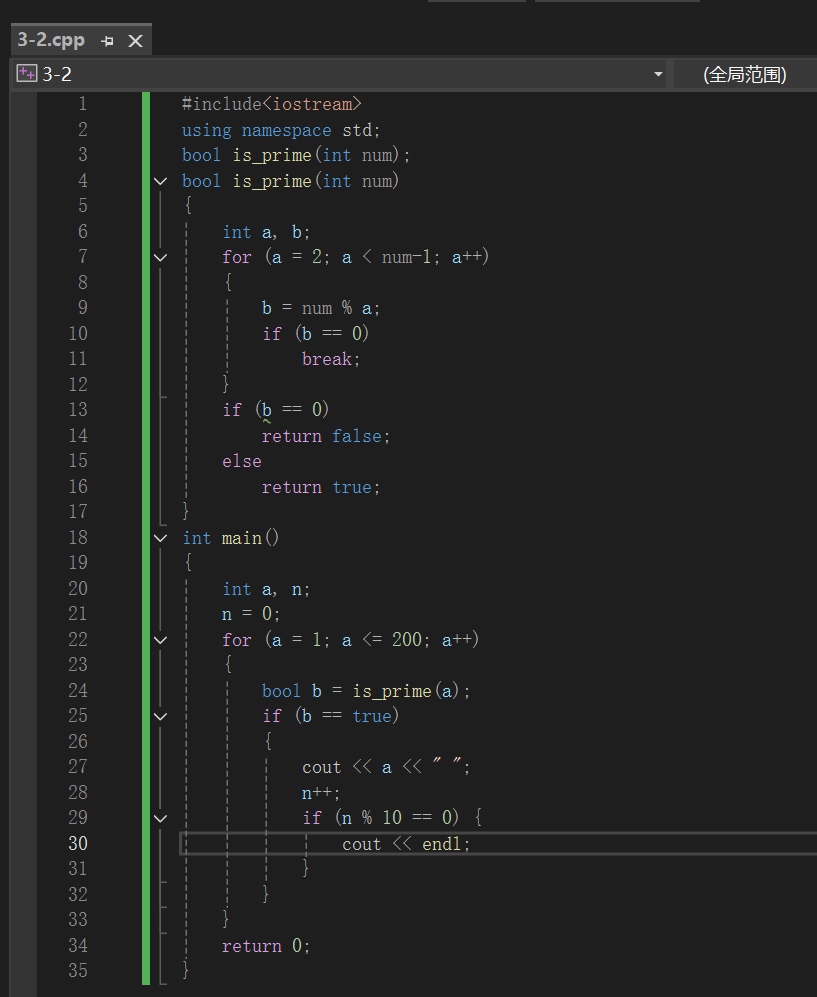 3-2.cpp
3-2 (全局范围)
1 #include<iostream>
2 using namespace std;
3 bool is_prime(int num);
4 bool is_prime(int num)
5 {
6 int a, b;
7 for (a = 2; a < num-1; a++)
8 {
9 b = num % a;
10 if (b == 0)
11 break;
12 }
13 if (b == 0)
14 return false;
15 else
16 return true;
17 }
18 int main()
19 {
20 int a, n;
21 n = 0;
22 for (a = 1; a <= 200; a++)
23 {
24 bool b = is_prime(a);
25 if (b == true)
26 {
27 cout << a << " ";
28 n++;
29 if (n % 10 == 0) {
30 cout << endl;
31 }
32 }
33 }
34 return 0;
35 }